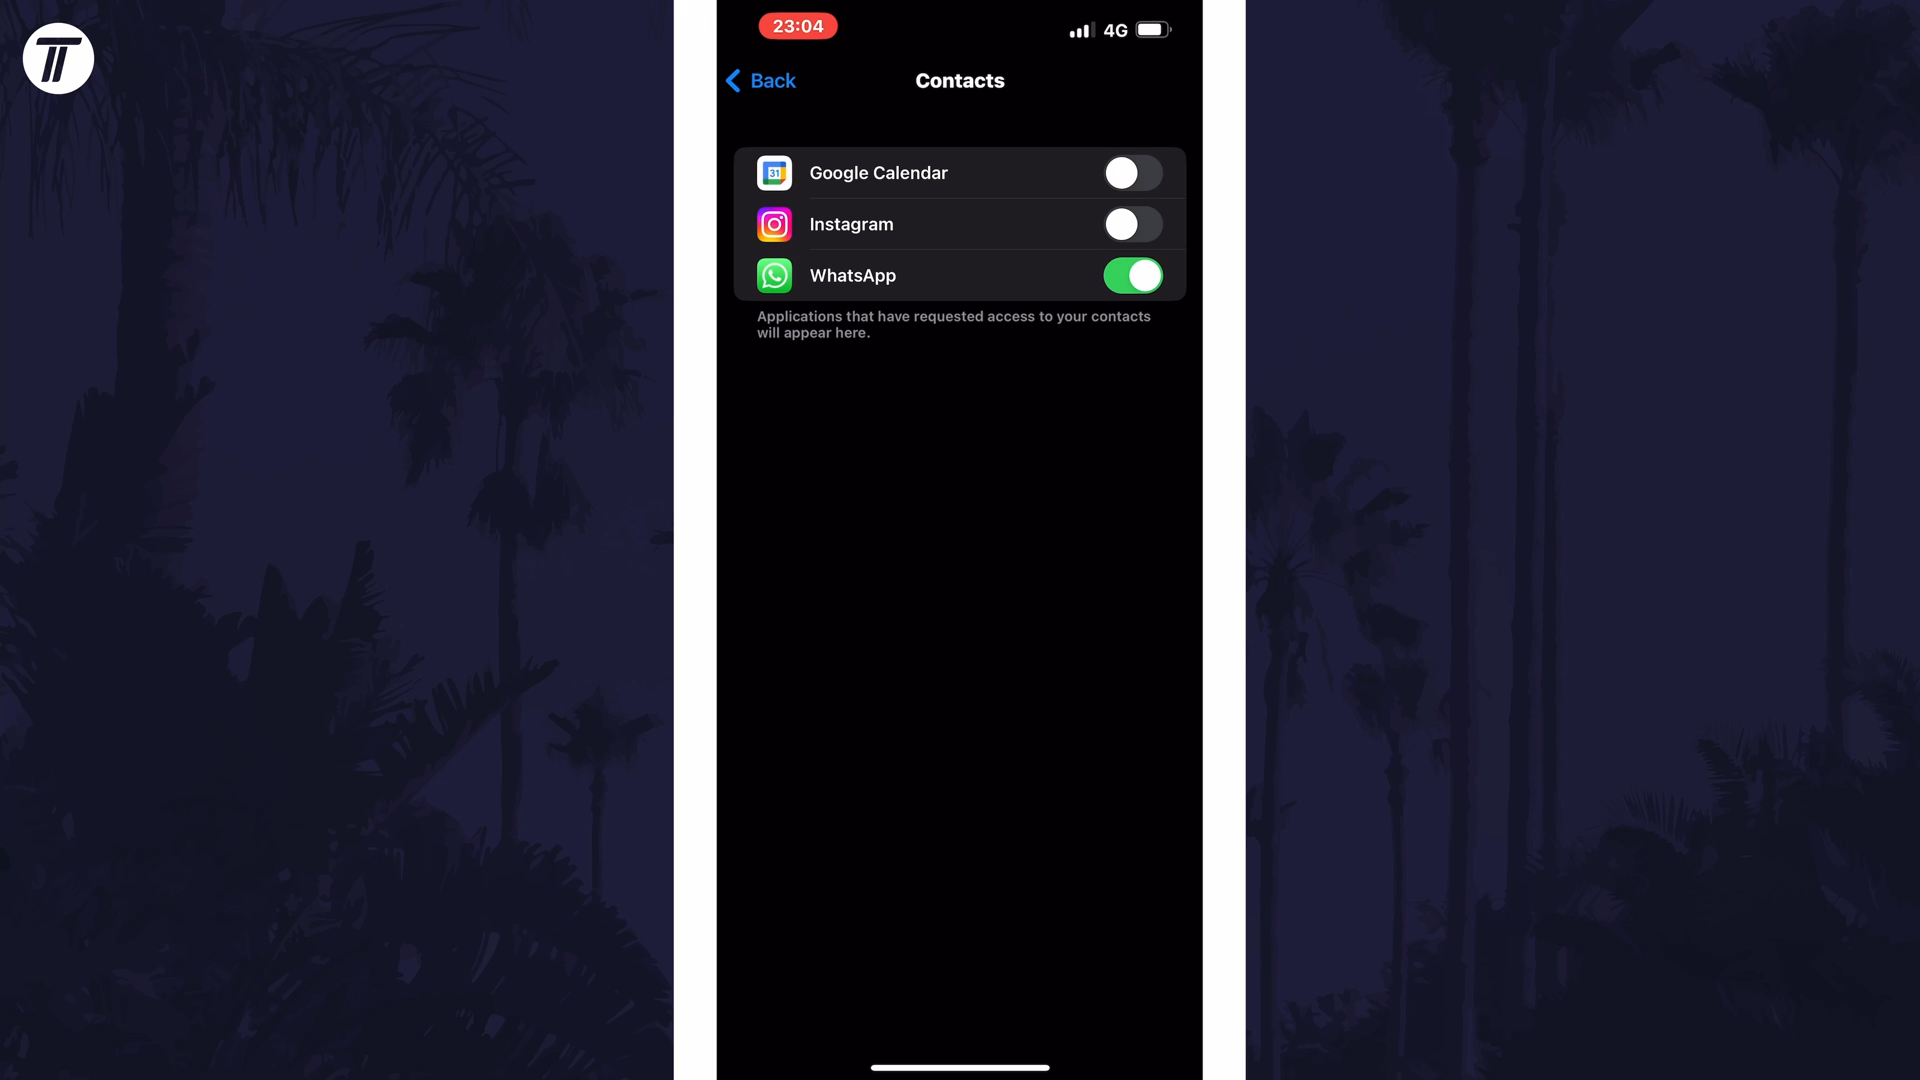 23:04
4G
Back
Contacts
31
Google Calendar
Instagram
WhatsApp
Applications that have requested access to your contacts
will appear here.